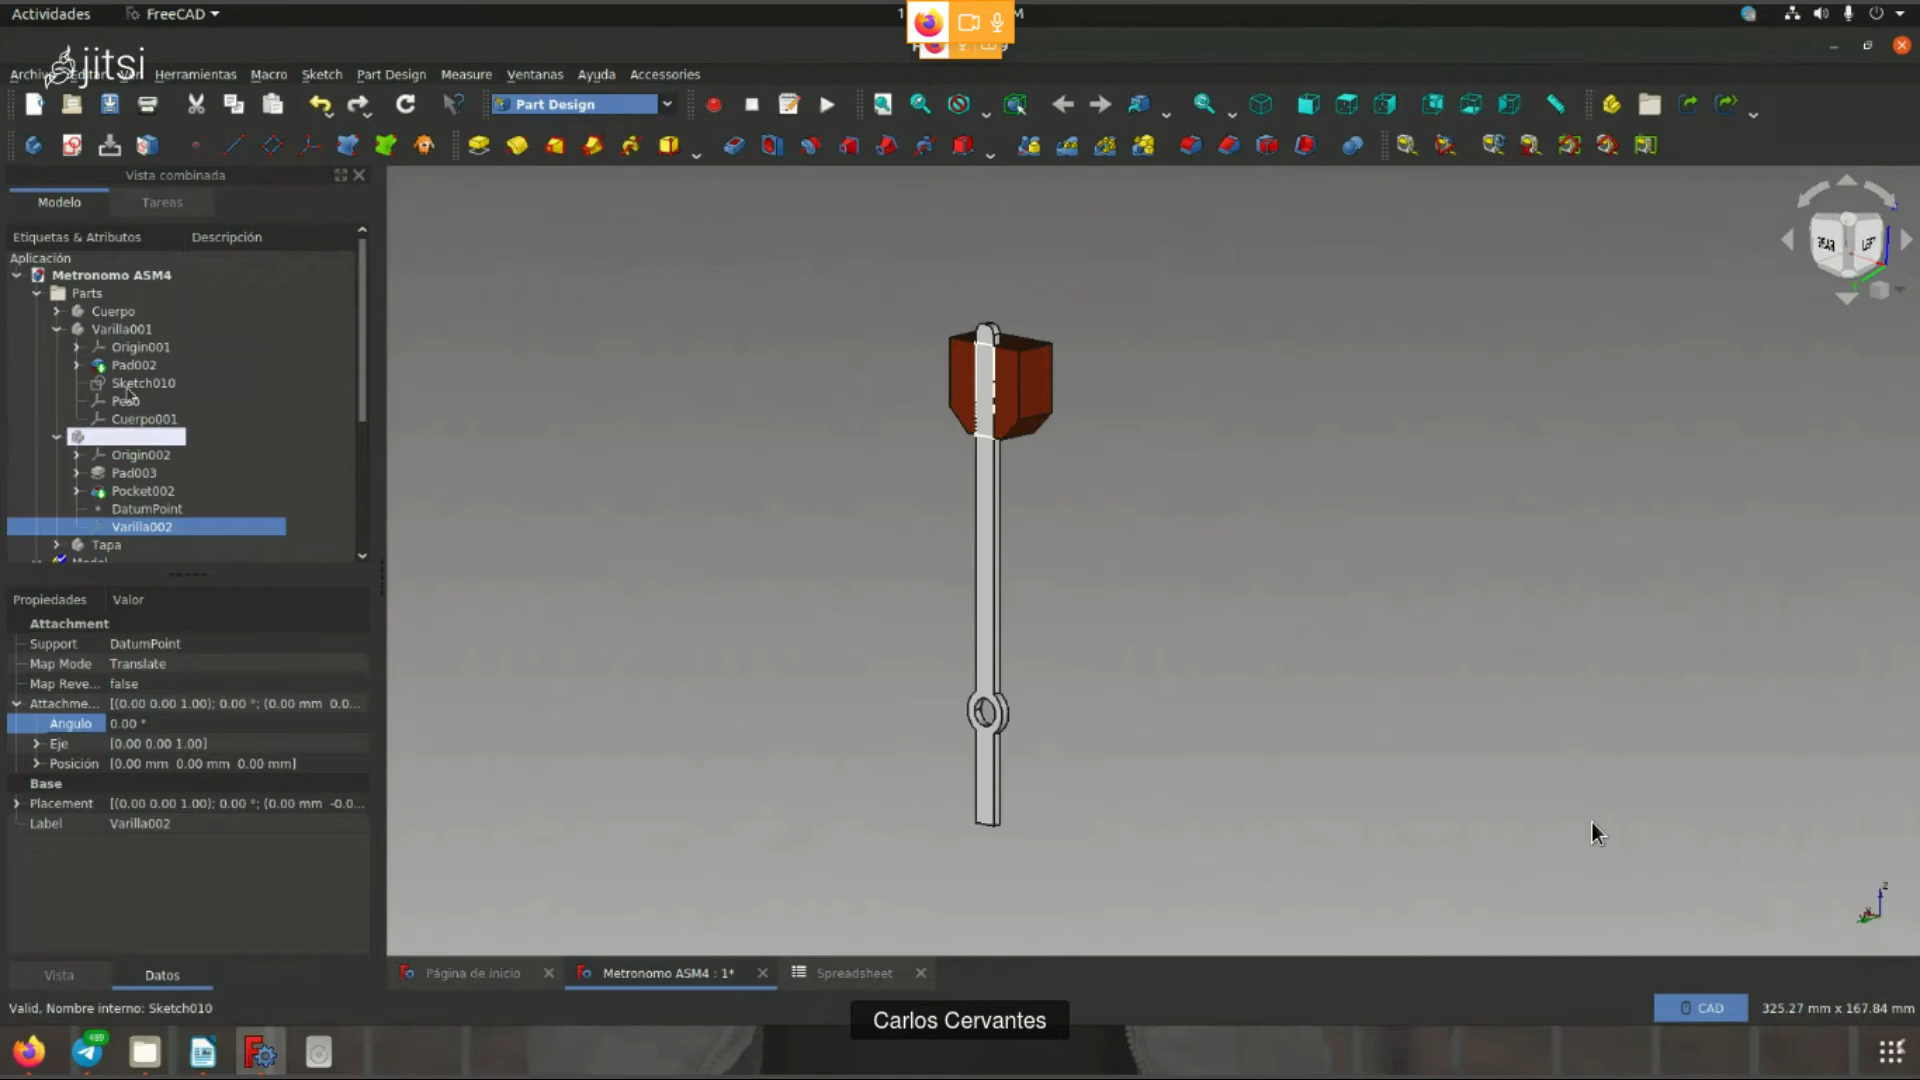 Actividades FreeCAD
jitsi
Herramientas Macro Sketch Part Design Measure Ventanas Ayuda Accessories
Part Design
Vista combinada
Modelo Tareas
Etiquetas & Atributos Descripción
Aplicación
Metronomo ASM4
Parts
Cuerpo
Varilla001
Origin001
Pad002
Sketch010
Peso
Cuerpo001
Origin002
Pad003
Pocket002
DatumPoint
Varilla002
Tapa
Model
REAR LEFT
z
Propiedades Valor
Attachment
Support DatumPoint
Map Mode Translate
Map Reve... false
Attachme... [(0.00 0.00 1.00); 0.00 °; (0.00 mm 0.0...
Ángulo 0.00 °
Eje [0.00 0.00 1.00]
Posición [0.00 mm 0.00 mm 0.00 mm]
Base
Placement [(0.00 0.00 1.00); 0.00 °; (0.00 mm -0.0...
Label Varilla002
Vista Datos
Página de inicio Metronomo ASM4 : 1* Spreadsheet
Valid, Nombre interno: Sketch010
CAD 325.27 mm x 167.84 mm
Carlos Cervantes
489